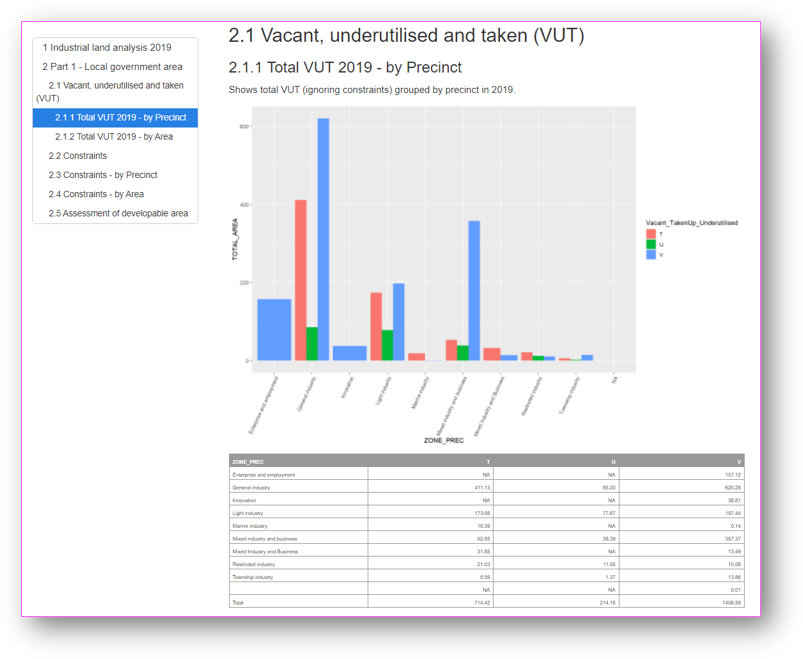 2.1 Vacant, underutilised and taken (VUT)
1 Industrial land analysis 2019
2 Part 1 - Local government area
2.1 Vacant, underutilised and taken
(VUT)
2.1.1 Total VUT 2019 - by Precinct
2.1.2 Total VUT 2019 - by Area
2.2 Constraints
2.3 Constraints - by Precinct
2.4 Constraints - by Area
2.5 Assessment of developable area
2.1.1 Total VUT 2019 - by Precinct
Shows total VUT (ignoring constraints) grouped by precinct in 2019.
TOTAL_AREA
600
400
200
0
Enterprise and employment
General industry
Innovation
Light industry
Marine industry
Mixed industry and business
Mixed Industry and Business
Restricted industry
Township industry
NA
ZONE_PREC
Vacant_TakenUp_Underutilised
T
U
V
ZONE_PREC T U V
Enterprise and employment NA NA 157.12
General industry 411.13 85.20 620.28
Innovation NA NA 36.81
Light industry 173.58 77.67 197.44
Marine industry 18.39 NA 0.14
Mixed industry and business 52.65 38.39 357.37
Mixed Industry and Business 31.65 NA 13.49
Restricted industry 21.03 11.55 10.06
Township industry 5.59 1.37 13.86
NA NA 0.01
Total 714.42 214.18 1406.58